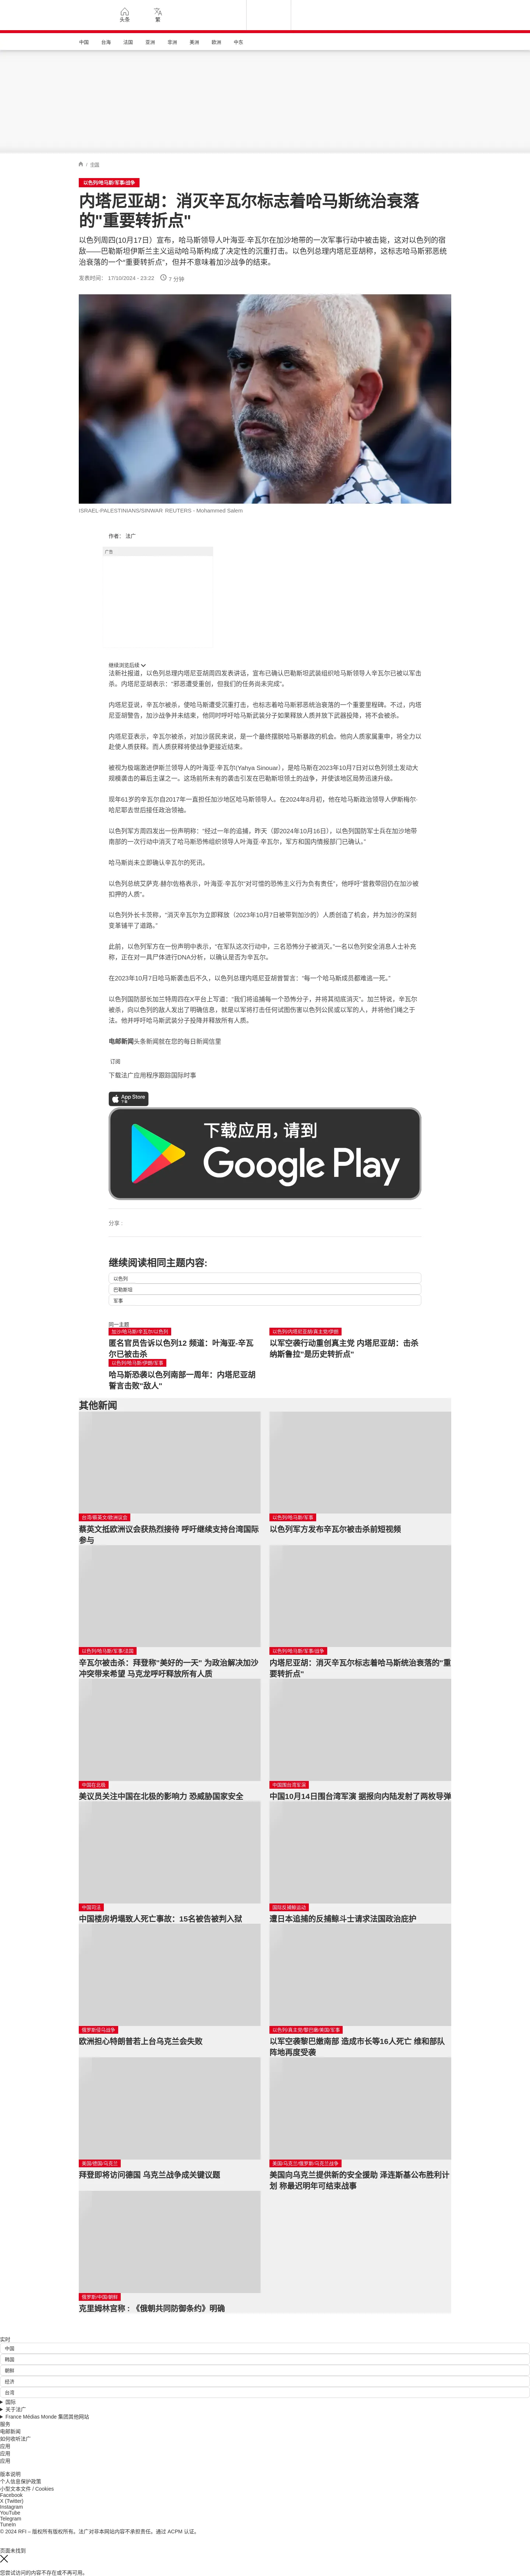 头条
繁
中国
台海
法国
亚洲
非洲
美洲
欧洲
中东
/ 中国
以色列/哈马斯/军事/战争
内塔尼亚胡：消灭辛瓦尔标志着哈马斯统治衰落
的"重要转折点"
以色列周四(10月17日）宣布，哈马斯领导人叶海亚·辛瓦尔在加沙地带的一次军事行动中被击毙，这对以色列的宿
敌——巴勒斯坦伊斯兰主义运动哈马斯构成了决定性的沉重打击。以色列总理内塔尼亚胡称，这标志哈马斯邪恶统
治衰落的一个“重要转折点”，但并不意味着加沙战争的结束。
发表时间： 17/10/2024 - 23:22 7 分钟
ISRAEL-PALESTINIANS/SINWAR REUTERS - Mohammed Salem
作者： 法广
广告
继续浏览后续
法新社报道，以色列总理内塔尼亚胡周四发表讲话，宣布已确认巴勒斯坦武装组织哈马斯领导人辛瓦尔已被以军击
杀。内塔尼亚胡表示：“邪恶遭受重创，但我们的任务尚未完成”。
内塔尼亚说，辛瓦尔被杀，使哈马斯遭受沉重打击，也标志着哈马斯邪恶统治衰落的一个重要里程碑。不过，内塔
尼亚胡警告，加沙战争并未结束，他同时呼吁哈马斯武装分子如果释放人质并放下武器投降，将不会被杀。
内塔尼亚表示，辛瓦尔被杀，对加沙居民来说，是一个最终摆脱哈马斯暴政的机会。他向人质家属重申，将全力以
赴使人质获释。而人质获释将使战争更接近结束。
被视为极端激进伊斯兰领导人的叶海亚·辛瓦尔(Yahya Sinouar），是哈马斯在2023年10月7日对以色列领土发动大
规模袭击的幕后主谋之一。这场前所未有的袭击引发在巴勒斯坦领土的战争，并使该地区局势迅速升级。
现年61岁的辛瓦尔自2017年一直担任加沙地区哈马斯领导人。在2024年8月初，他在哈马斯政治领导人伊斯梅尔·
哈尼耶去世后接任政治领袖。
以色列军方周四发出一份声明称：“经过一年的追捕，昨天（即2024年10月16日），以色列国防军士兵在加沙地带
南部的一次行动中消灭了哈马斯恐怖组织领导人叶海亚·辛瓦尔，军方和国内情报部门已确认。”
哈马斯尚未立即确认辛瓦尔的死讯。
以色列总统艾萨克·赫尔佐格表示，叶海亚·辛瓦尔“对可憎的恐怖主义行为负有责任”，他呼吁“营救带回仍在加沙被
扣押的人质”。
以色列外长卡茨称，“消灭辛瓦尔为立即释放（2023年10月7日被带到加沙的）人质创造了机会，并为加沙的深刻
变革铺平了道路。”
此前，以色列军方在一份声明中表示，“在军队这次行动中，三名恐怖分子被消灭。”一名以色列安全消息人士补充
称，正在对一具尸体进行DNA分析，以确认是否为辛瓦尔。
在2023年10月7日哈马斯袭击后不久，以色列总理内塔尼亚胡曾誓言：“每一个哈马斯成员都难逃一死。”
以色列国防部长加兰特周四在X平台上写道：“我们将追捕每一个恐怖分子，并将其彻底消灭”。加兰特说，辛瓦尔
被杀，向以色列的敌人发出了明确信息，就是以军将打击任何试图伤害以色列公民或以军的人，并将他们绳之于
法。他并呼吁哈马斯武装分子投降并释放所有人质。
电邮新闻头条新闻就在您的每日新闻信里
订阅
下载法广应用程序跟踪国际时事
App Store
下载
下载应用，请到
Google Play
分享 :
继续阅读相同主题内容:
以色列
巴勒斯坦
军事
同一主题
加沙/哈马斯/辛瓦尔/以色列
匿名官员告诉以色列12 频道：叶海亚-辛瓦
尔已被击杀
以色列/内塔尼亚胡/真主党/伊朗
以军空袭行动重创真主党 内塔尼亚胡：击杀
纳斯鲁拉"是历史转折点"
以色列/哈马斯/伊朗/军事
哈马斯恐袭以色列南部一周年：内塔尼亚胡
誓言击败"敌人"
其他新闻
台湾/蔡英文/欧洲议会
蔡英文抵欧洲议会获热烈接待 呼吁继续支持台湾国际
参与
以色列/哈马斯/军事
以色列军方发布辛瓦尔被击杀前短视频
以色列/哈马斯/军事/法国
辛瓦尔被击杀：拜登称"美好的一天" 为政治解决加沙
冲突带来希望 马克龙呼吁释放所有人质
以色列/哈马斯/军事/战争
内塔尼亚胡：消灭辛瓦尔标志着哈马斯统治衰落的"重
要转折点"
中国在北极
美议员关注中国在北极的影响力 恐威胁国家安全
中国围台湾军演
中国10月14日围台湾军演 据报向内陆发射了两枚导弹
中国司法
中国楼房坍塌致人死亡事故：15名被告被判入狱
国际反捕鲸运动
遭日本追捕的反捕鲸斗士请求法国政治庇护
俄罗斯侵乌战争
欧洲担心特朗普若上台乌克兰会失败
以色列/真主党/黎巴嫩/美国/军事
以军空袭黎巴嫩南部 造成市长等16人死亡 维和部队
阵地再度受袭
美国/德国/乌克兰
拜登即将访问德国 乌克兰战争成关键议题
美国/乌克兰/俄罗斯/乌克兰战争
美国向乌克兰提供新的安全援助 泽连斯基公布胜利计
划 称最迟明年可结束战事
俄罗斯/中国/朝鲜
克里姆林宫称：《俄朝共同防御条约》明确
实时
中国
韩国
朝鲜
经济
台湾
国际
关于法广
France Médias Monde 集团其他网站
服务
电邮新闻
如何收听法广
应用
应用
应用
版本说明
个人信息保护政策
小型文本文件 / Cookies
Facebook
X (Twitter)
Instagram
YouTube
Telegram
TuneIn
© 2024 RFI – 版权所有版权所有。法广对非本网站内容不承担责任。通过 ACPM 认证。
页面未找到
您尝试访问的内容不存在或不再可用。